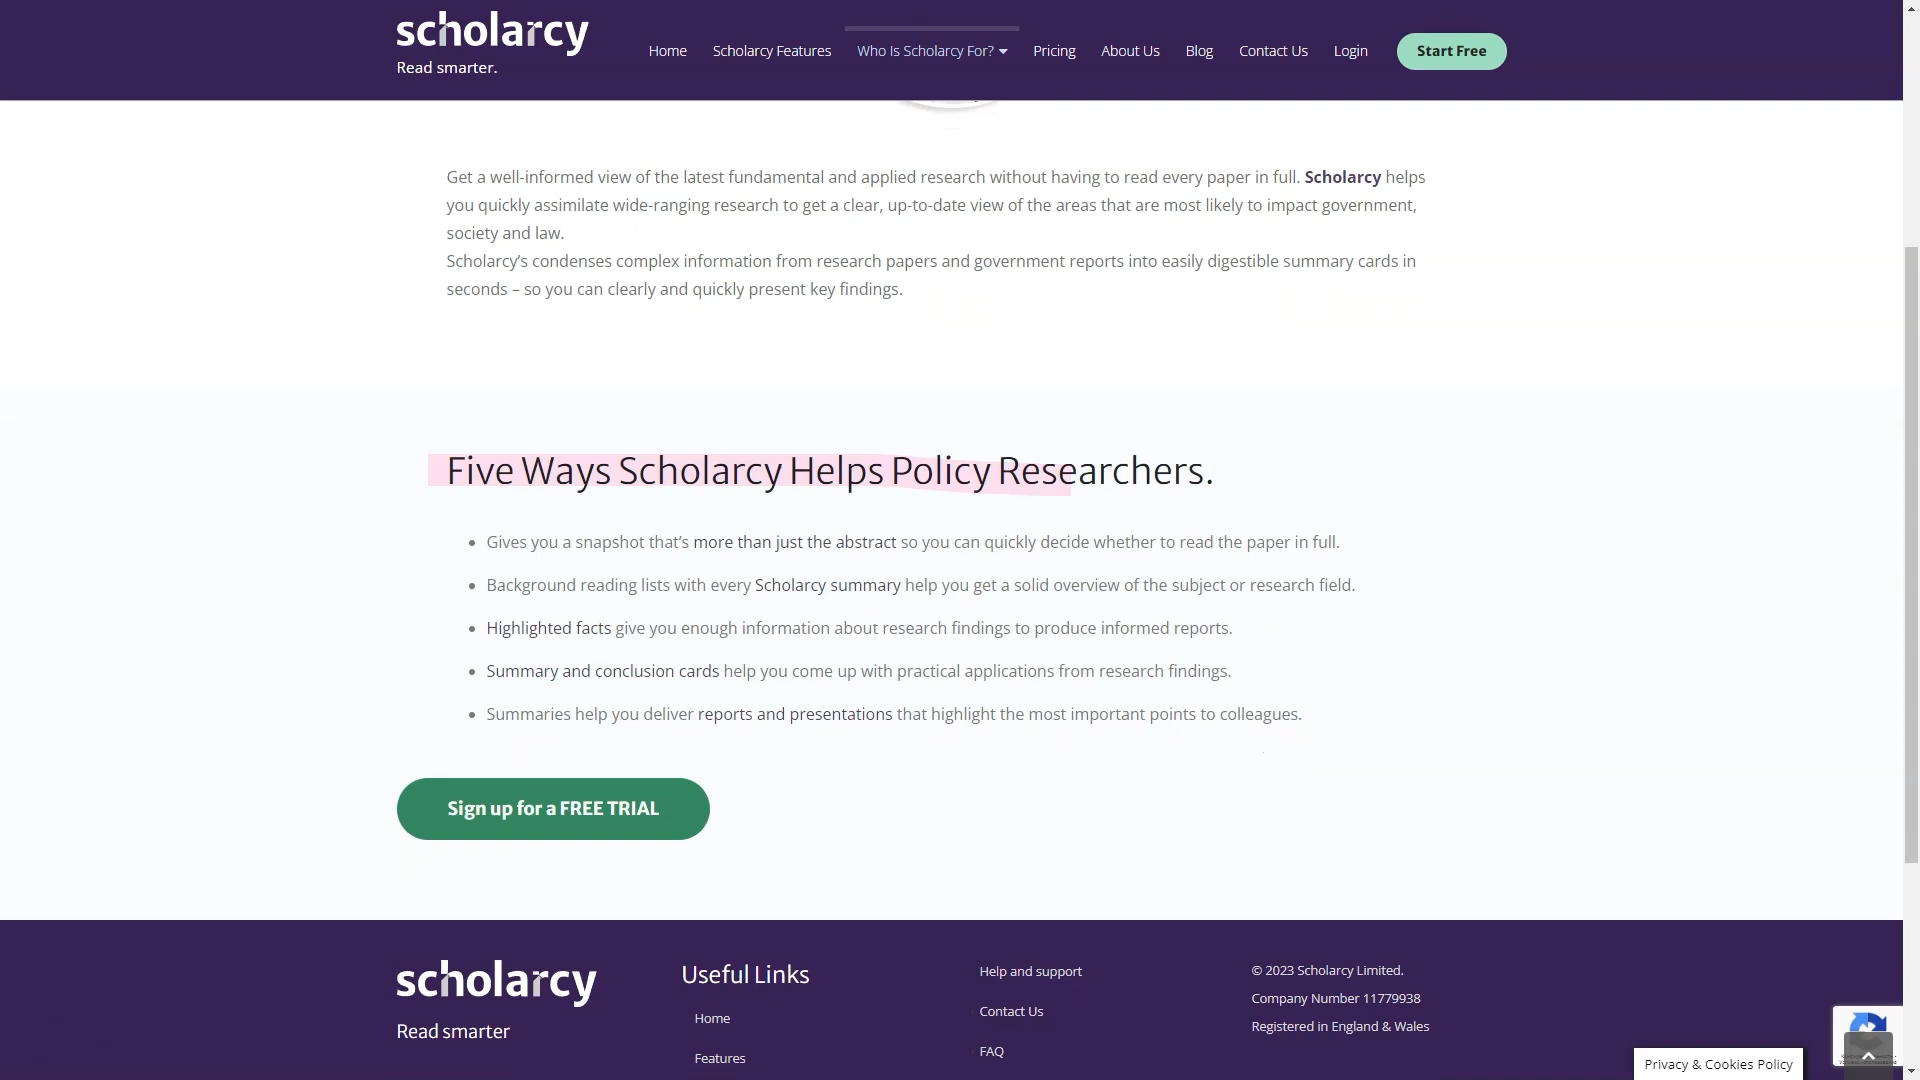 scholarcy
Read smarter.
Home
Scholarcy Features
Who Is Scholarcy For?
Pricing
About Us
Blog
Contact Us
Login
Start Free
Get a well-informed view of the latest fundamental and applied research without having to read every paper in full. Scholarcy helps
you quickly assimilate wide-ranging research to get a clear, up-to-date view of the areas that are most likely to impact government,
society and law.
Scholarcy’s condenses complex information from research papers and government reports into easily digestible summary cards in
seconds – so you can clearly and quickly present key findings.
Five Ways Scholarcy Helps Policy Researchers.
Gives you a snapshot that’s more than just the abstract so you can quickly decide whether to read the paper in full.
Background reading lists with every Scholarcy summary help you get a solid overview of the subject or research field.
Highlighted facts give you enough information about research findings to produce informed reports.
Summary and conclusion cards help you come up with practical applications from research findings.
Summaries help you deliver reports and presentations that highlight the most important points to colleagues.
Sign up for a FREE TRIAL
scholarcy
Read smarter
Useful Links
Home
Features
Help and support
Contact Us
FAQ
© 2023 Scholarcy Limited.
Company Number 11779938
Registered in England & Wales
Privacy & Cookies Policy